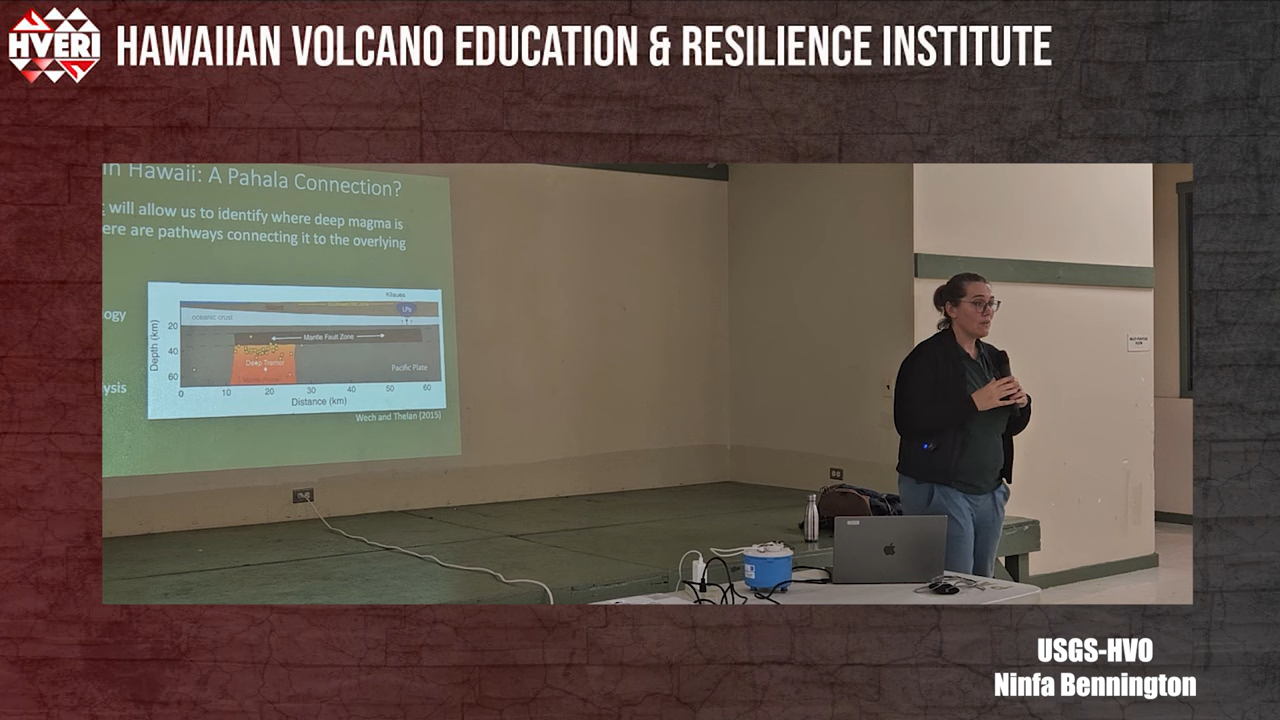 HVERI
HAWAIIAN VOLCANO EDUCATION & RESILIENCE INSTITUTE
in Hawaii: A Pahala Connection?
will allow us to identify where deep magma is
ere are pathways connecting it to the overlying
ogy
ysis
Kilauea
LPs
oceanic crust
Mantle Fault Zone
Deep Tremor
Pacific Plate
Depth (km)
20
40
60
0 10 20 30 40 50 60
Distance (km)
Wech and Thelan (2015)
USGS-HVO
Ninfa Bennington